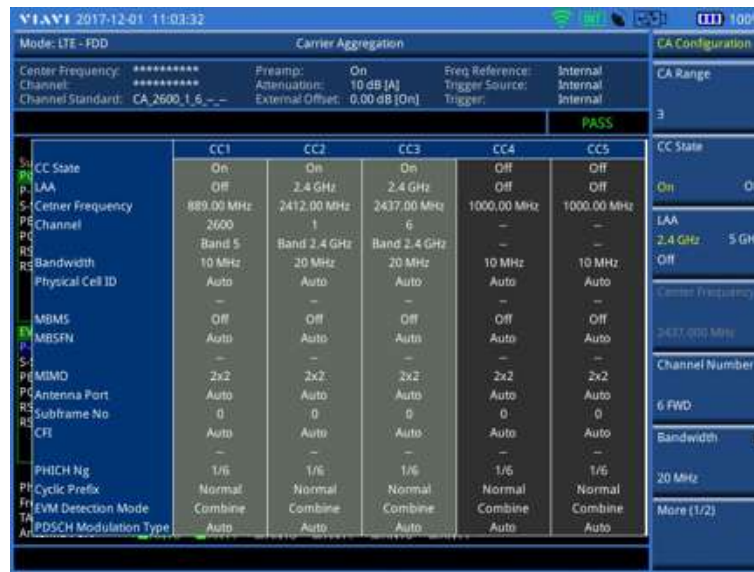 VIAVI 2017-12-01 11:03:32
INT
100%
Mode: LTE - FDD
Carrier Aggregation
CA Configuration
Center Frequency: **********
Channel: **********
Channel Standard: CA_2600_1_6_-_-
Preamp: On
Attenuation: 10 dB [A]
External Offset: 0.00 dB [On]
Freq Reference: Internal
Trigger Source: Internal
Trigger: Internal
PASS
CC1 CC2 CC3 CC4 CC5
CC State On On On Off Off
LAA Off 2.4 GHz 2.4 GHz Off Off
Cetner Frequency 889.00 MHz 2412.00 MHz 2437.00 MHz 1000.00 MHz 1000.00 MHz
Channel 2600 1 6 -- --
Band 5 Band 2.4 GHz Band 2.4 GHz -- --
Bandwidth 10 MHz 20 MHz 20 MHz 10 MHz 10 MHz
Physical Cell ID Auto Auto Auto Auto Auto
-- -- -- -- --
MBMS Off Off Off Off Off
MBSFN Auto Auto Auto Auto Auto
-- -- -- -- --
MIMO 2x2 2x2 2x2 2x2 2x2
Antenna Port Auto Auto Auto Auto Auto
Subframe No 0 0 0 0 0
CFI Auto Auto Auto Auto Auto
-- -- -- -- --
PHICH Ng 1/6 1/6 1/6 1/6 1/6
Cyclic Prefix Normal Normal Normal Normal Normal
EVM Detection Mode Combine Combine Combine Combine Combine
PDSCH Modulation Type Auto Auto Auto Auto Auto
CA Range
3
CC State
On O
LAA
2.4 GHz 5 GH
Off
Center Frequency
2437.000 MHz
Channel Number
6 FWD
Bandwidth
20 MHz
More (1/2)